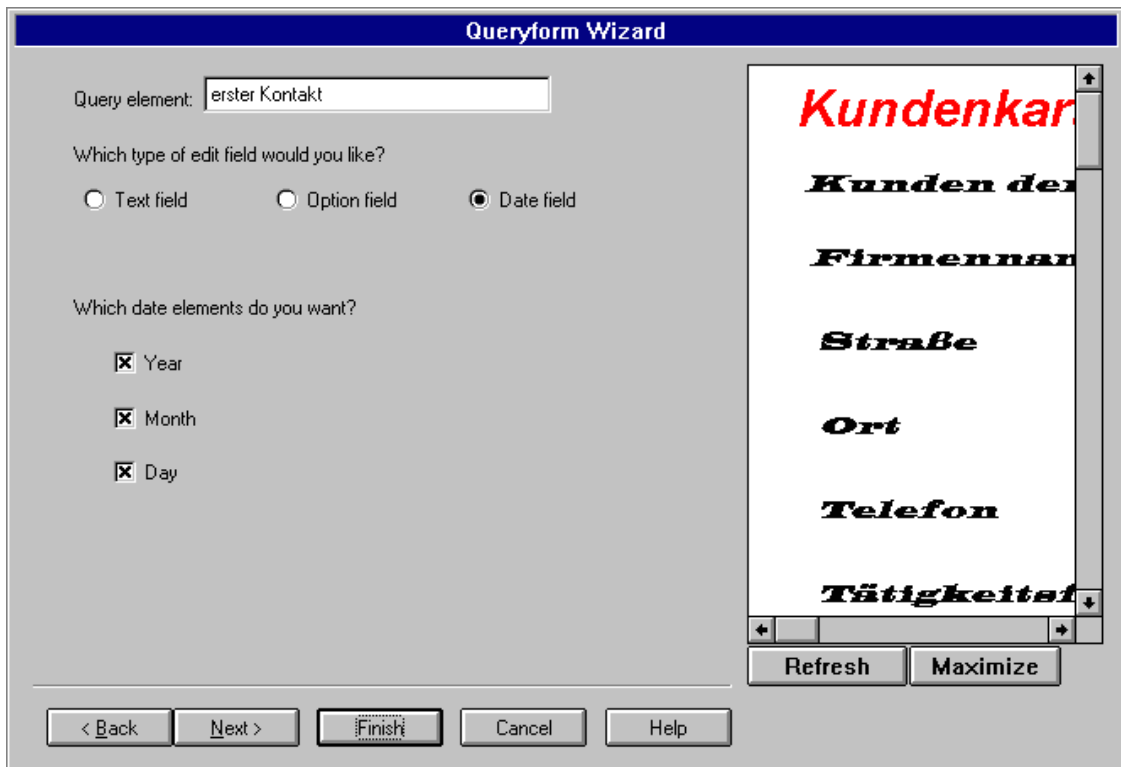 Queryform Wizard
Query element: erster Kontakt
Which type of edit field would you like?
Text field Option field Date field
Which date elements do you want?
Year
Month
Day
Kundenkar
Kunden der
Firmennam
Straße
Ort
Telefon
Tätigkeitsf
Refresh Maximize
< Back Next > Finish Cancel Help